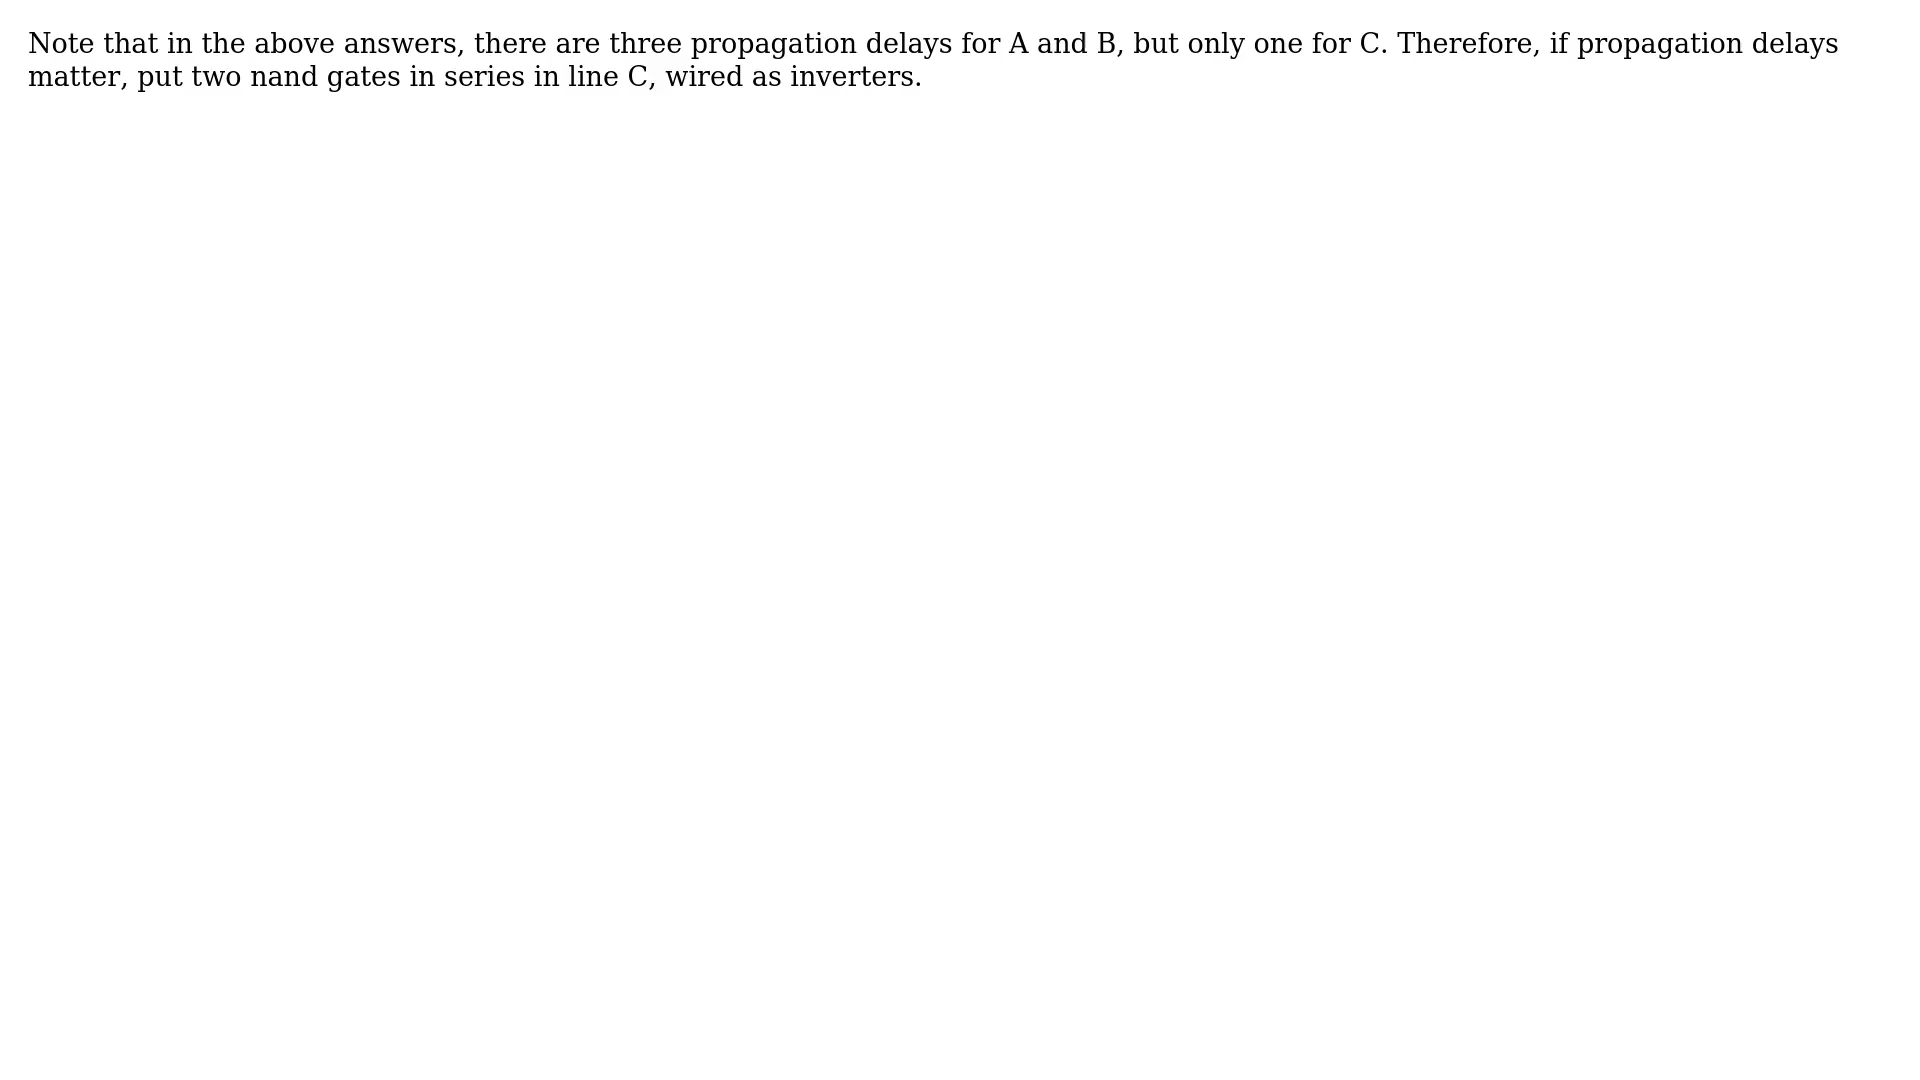 Note that in the above answers, there are three propagation delays for A and B, but only one for C. Therefore, if propagation delays
matter, put two nand gates in series in line C, wired as inverters.